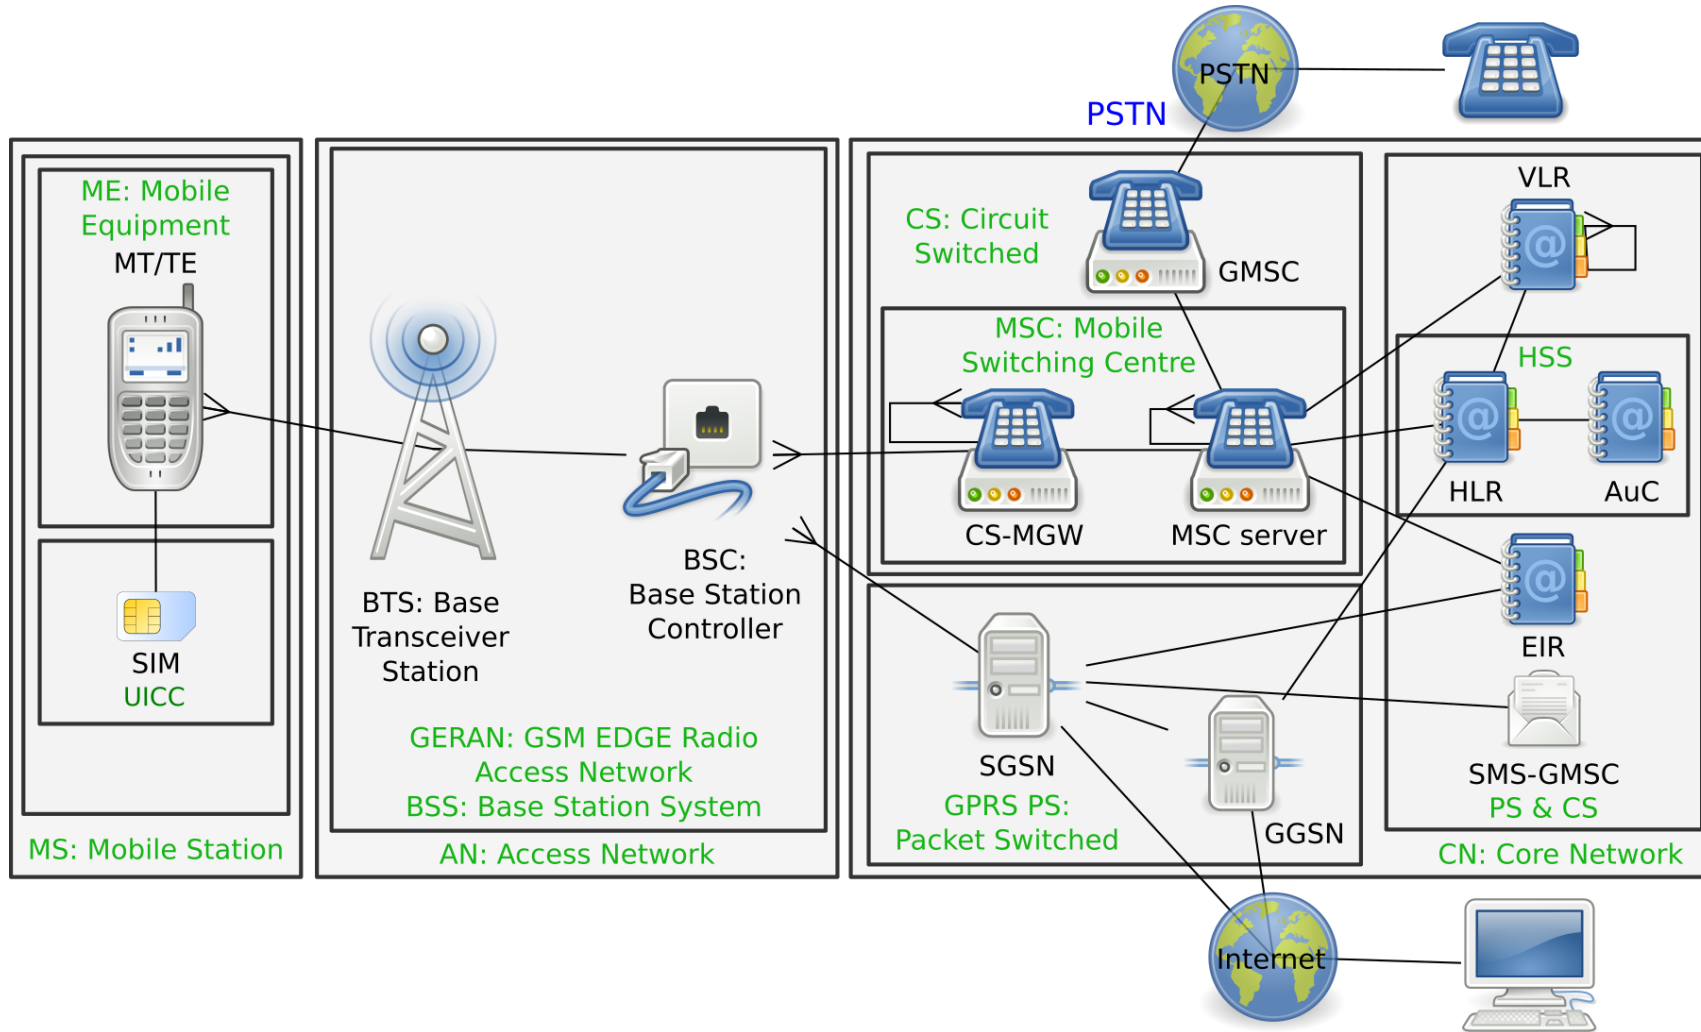 PSTN
PSTN
ME: Mobile
Equipment
MT/TE
SIM
UICC
MS: Mobile Station
BTS: Base
Transceiver
Station
BSC:
Base Station
Controller
GERAN: GSM EDGE Radio
Access Network
BSS: Base Station System
AN: Access Network
CS: Circuit
Switched
GMSC
MSC: Mobile
Switching Centre
CS-MGW
MSC server
SGSN
GPRS PS:
Packet Switched
GGSN
VLR
@
HSS
@
@
HLR
AuC
@
EIR
SMS-GMSC
PS & CS
CN: Core Network
Internet